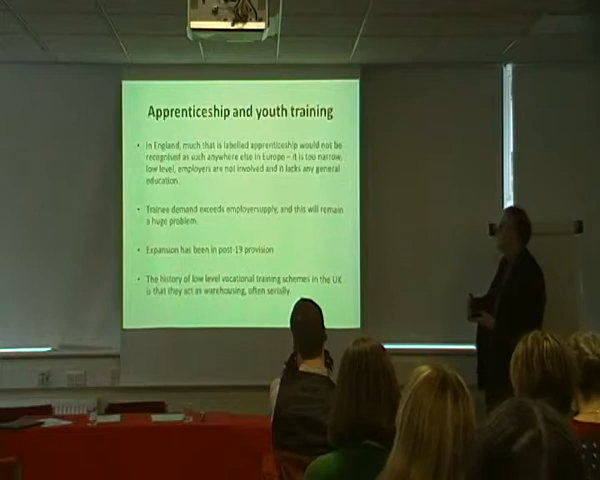 Apprenticeship and youth training
• In England, much that is labelled apprenticeship would not be
recognised as such anywhere else in Europe – it is too narrow,
low level, employers are not involved and it lacks any general
education.
• Trainee demand exceeds employersupply, and this will remain
a huge problem.
• Expansion has been in post-19 provision
• The history of low level vocational training schemes in the UK
is that they act as warehousing, often serially.